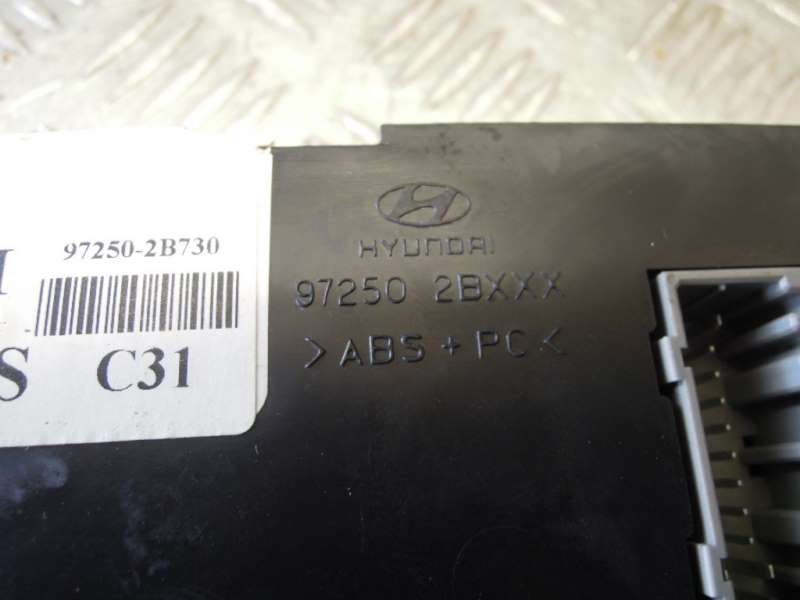 97250-2B730
S C31
HYUNDAI
97250 2BXXX
>ABS + PC<